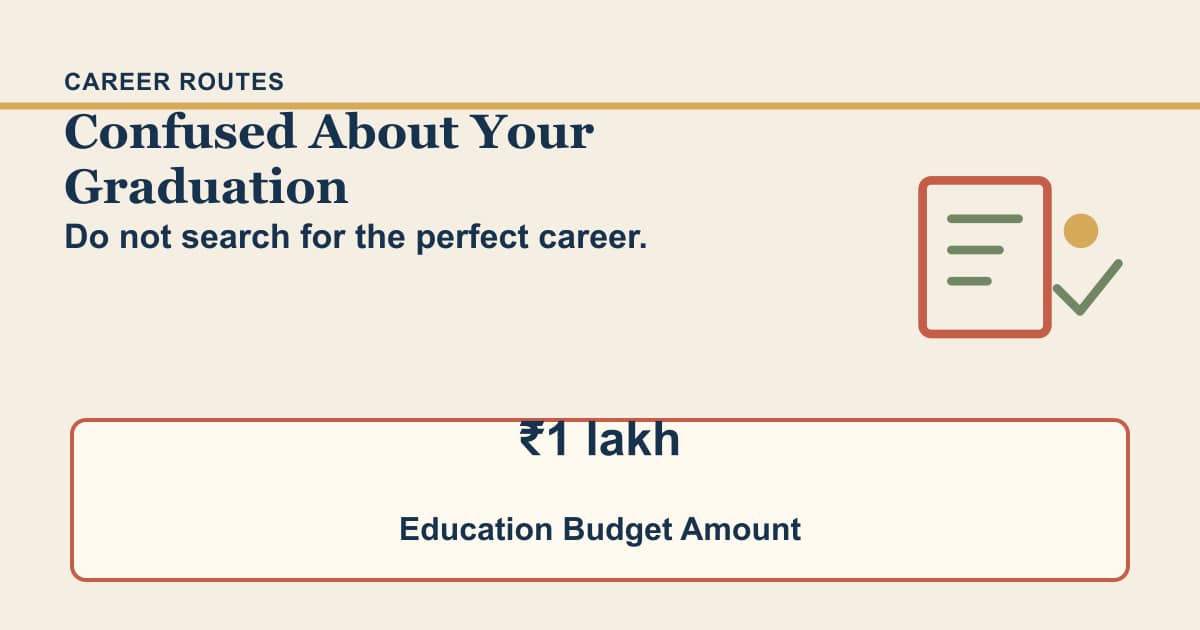 CAREER ROUTES
Confused About Your
Graduation
Do not search for the perfect career.
₹1 lakh
Education Budget Amount